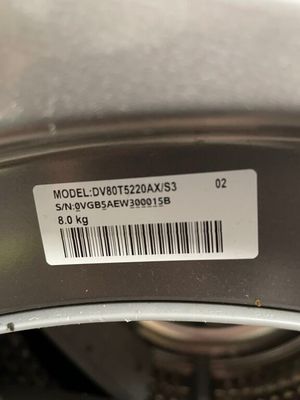 MODEL:DV80T5220AX/S3 02
S/N:0VGB5AEW300015B
8.0 kg